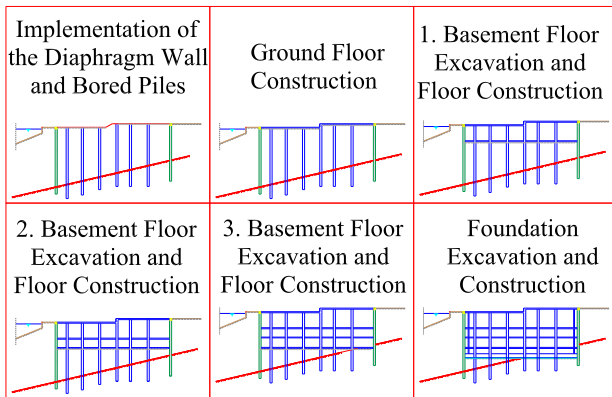 Implementation of
the Diaphragm Wall
and Bored Piles
Ground Floor
Construction
1. Basement Floor
Excavation and
Floor Construction
2. Basement Floor
Excavation and
Floor Construction
3. Basement Floor
Excavation and
Floor Construction
Foundation
Excavation and
Construction